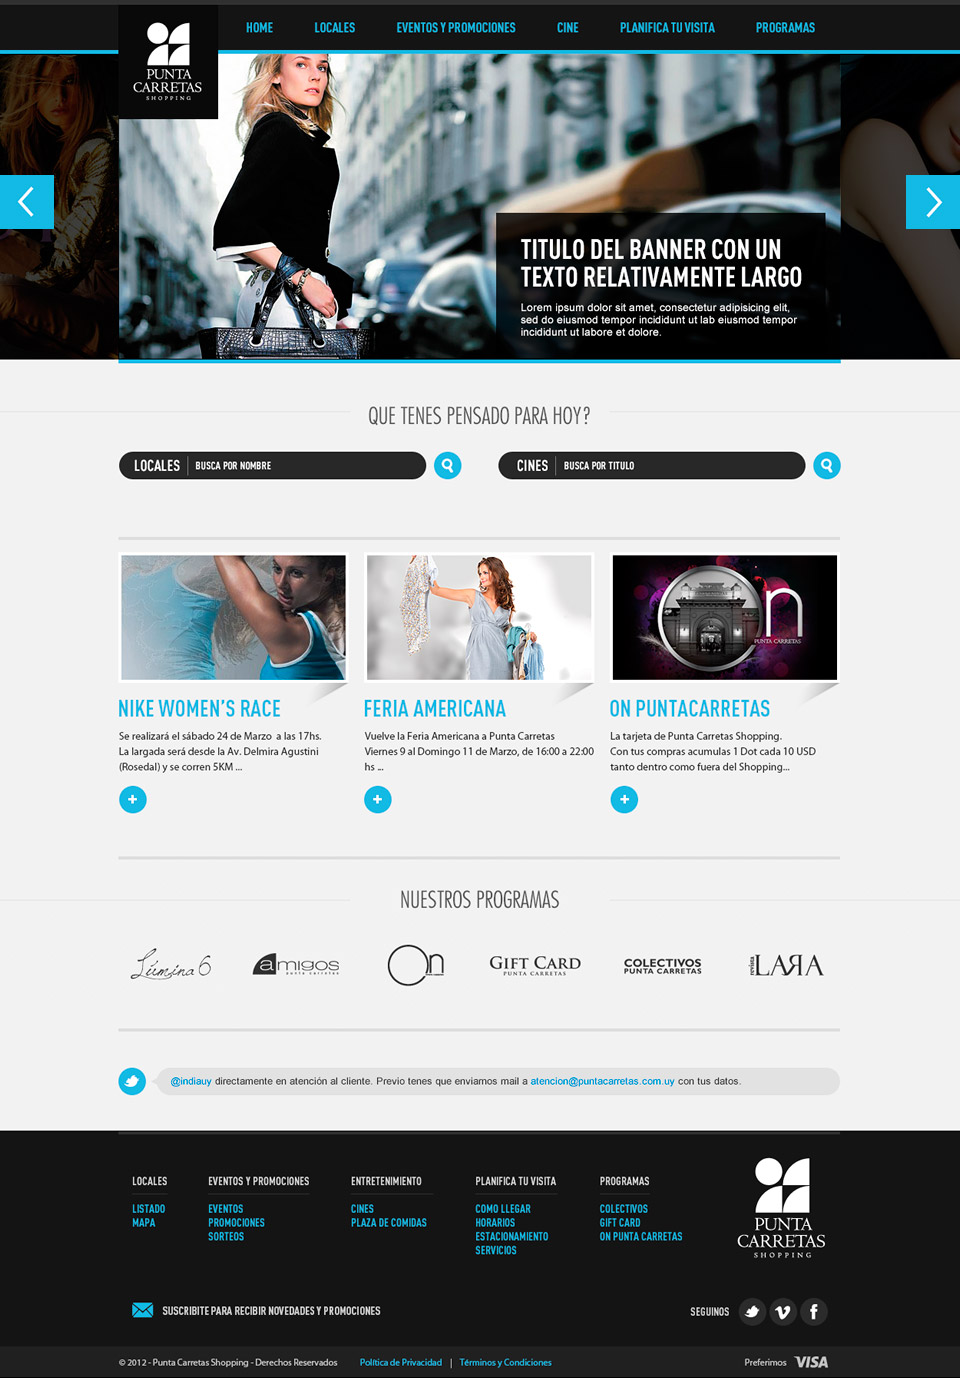 PUNTA
CARRETAS
SHOPPING
HOME LOCALES EVENTOS Y PROMOCIONES CINE PLANIFICA TU VISITA PROGRAMAS
TITULO DEL BANNER CON UN
TEXTO RELATIVAMENTE LARGO
Lorem ipsum dolor sit amet, consectetur adipisicing elit,
sed do eiusmod tempor incididunt ut lab eiusmod tempor
incididunt ut labore et dolore.
QUE TENES PENSADO PARA HOY?
LOCALES BUSCA POR NOMBRE
CINES BUSCA POR TITULO
On
PUNTA CARRETAS
NIKE WOMEN'S RACE
Se realizará el sábado 24 de Marzo a las 17hs.
La largada será desde la Av. Delmira Agustini
(Rosedal) y se corren 5KM ...
FERIA AMERICANA
Vuelve la Feria Americana a Punta Carretas
Viernes 9 al Domingo 11 de Marzo, de 16:00 a 22:00
hs ...
ON PUNTACARRETAS
La tarjeta de Punta Carretas Shopping.
Con tus compras acumulas 1 Dot cada 10 USD
tanto dentro como fuera del Shopping...
NUESTROS PROGRAMAS
Lúmina 6
amigos
punta carretas
On
GIFT CARD
PUNTA CARRETAS
COLECTIVOS
PUNTA CARRETAS
revista LARA
@indiauy directamente en atención al cliente. Previo tenes que enviarnos mail a atencion@puntacarretas.com.uy con tus datos.
LOCALES
LISTADO
MAPA
EVENTOS Y PROMOCIONES
EVENTOS
PROMOCIONES
SORTEOS
ENTRETENIMIENTO
CINES
PLAZA DE COMIDAS
PLANIFICA TU VISITA
COMO LLEGAR
HORARIOS
ESTACIONAMIENTO
SERVICIOS
PROGRAMAS
COLECTIVOS
GIFT CARD
ON PUNTA CARRETAS
PUNTA
CARRETAS
SHOPPING
SUSCRIBITE PARA RECIBIR NOVEDADES Y PROMOCIONES
SEGUINOS
© 2012 - Punta Carretas Shopping - Derechos Reservados Política de Privacidad | Términos y Condiciones
Preferimos VISA